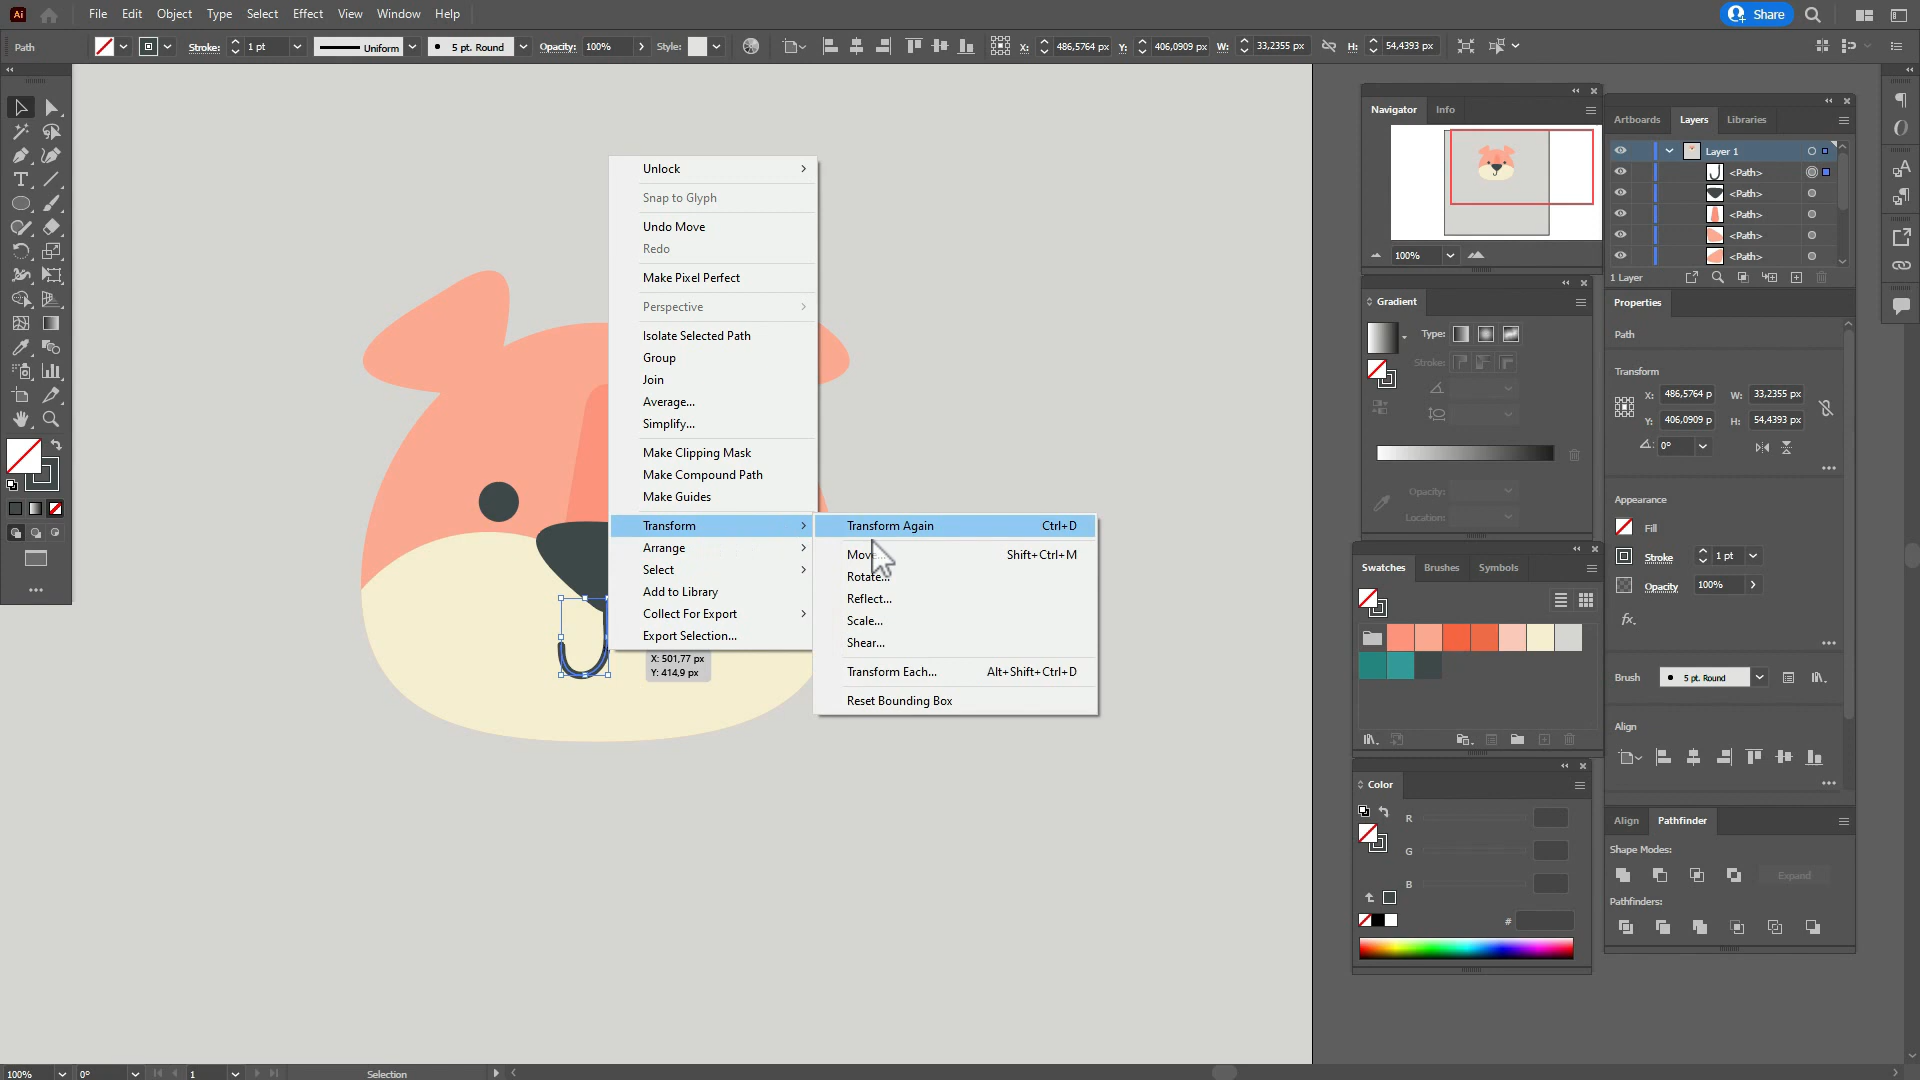 Ai File Edit Object Type Select Effect View Window Help Share
Path Stroke: 1 pt Uniform 5 pt. Round Opacity: 100% Style: X: 486,5764 px Y: 406,0909 px W: 33,2355 px H: 54,4393 px
Unlock
Snap to Glyph
Undo Move
Redo
Make Pixel Perfect
Perspective
Isolate Selected Path
Group
Join
Average...
Simplify...
Make Clipping Mask
Make Compound Path
Make Guides
Transform
Arrange
Select
Add to Library
Collect For Export
Export Selection...
X: 501,77 px
Y: 414,9 px
Transform Again Ctrl+D
Shift+Ctrl+M
Rotate...
Reflect...
Scale...
Shear...
Transform Each... Alt+Shift+Ctrl+D
Reset Bounding Box
Navigator Info
100%
Gradient
Type:
Stroke:
Opacity:
Location:
Swatches Brushes Symbols
Color
R
G
B
#
Artboards Layers Libraries
Layer 1
<Path>
<Path>
<Path>
<Path>
<Path>
1 Layer
Properties
Path
Transform
X: 486,5764 p W: 33,2355 px
Y: 406,0909 p H: 54,4393 px
0°
Appearance
Fill
Stroke 1 pt
Opacity 100%
fx.
Brush 5 pt. Round
Align
Align Pathfinder
Shape Modes:
Expand
Pathfinders:
100% 0° 1 Selection